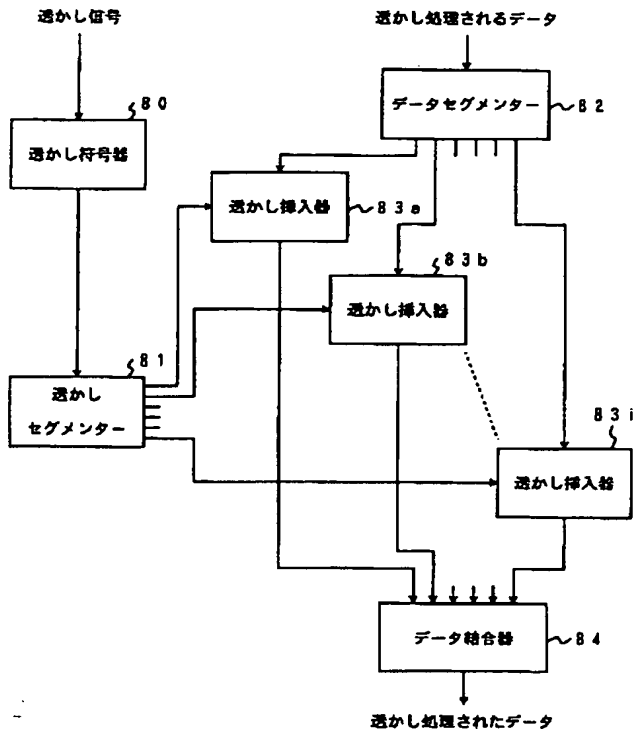 透かし信号
透かし処理されるデータ
80
透かし符号器
データセグメンター
82
透かし挿入器
83a
83b
透かし挿入器
81
透かし
セグメンター
83i
透かし挿入器
データ結合器
84
透かし処理されたデータ